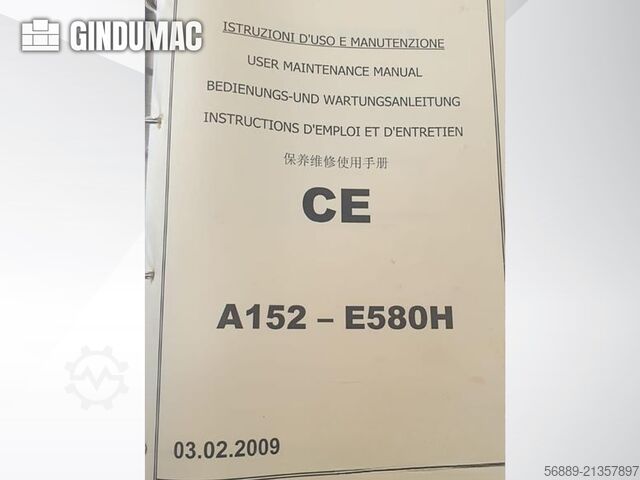 GINDUMAC
ISTRUZIONI D'USO E MANUTENZIONE
USER MAINTENANCE MANUAL
BEDIENUNGS-UND WARTUNGSANLEITUNG
INSTRUCTIONS D'EMPLOI ET D'ENTRETIEN
保养维修使用手册
CE
A152 – E580H
03.02.2009
56889-21357897